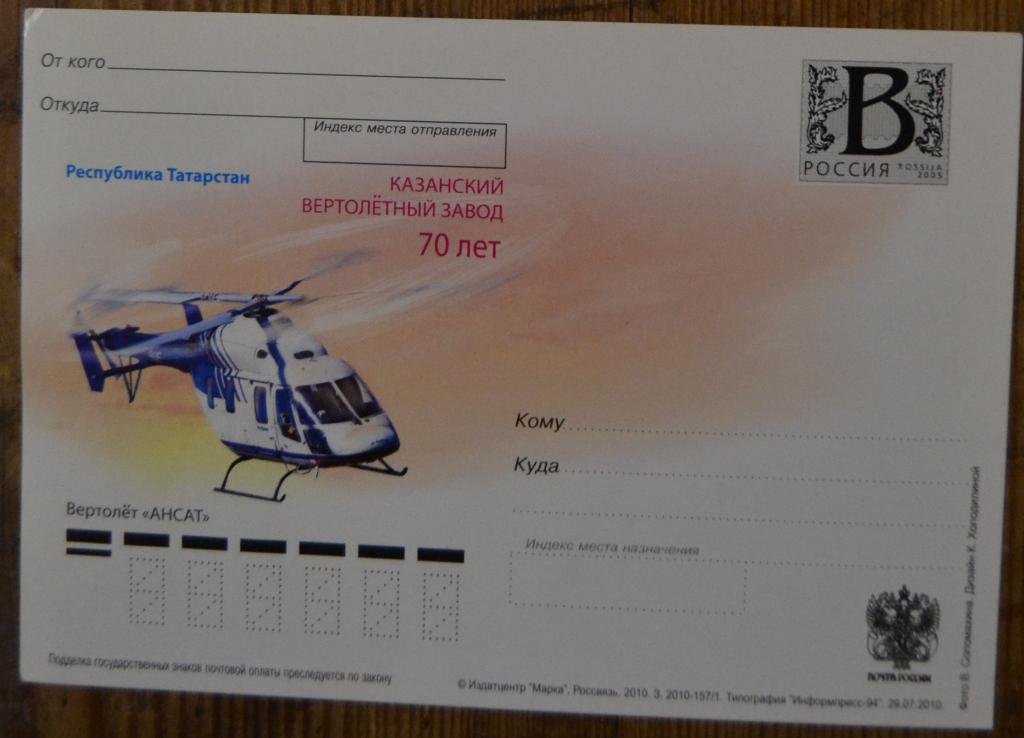 От кого
Откуда
Индекс места отправления
Республика Татарстан
КАЗАНСКИЙ
ВЕРТОЛЁТНЫЙ ЗАВОД
70 лет
B
РОССИЯ
ROSSIJA
2005
Кому
Куда
Индекс места назначения
Вертолёт «АНСАТ»
ПОЧТА РОССИИ
Фото В. Соломахина. Дизайн К. Холодилиной
Подделка государственных знаков почтовой оплаты преследуется по закону
© Издатцентр "Марка". Россвязь. 2010. З. 2010-157/1. Типография "Информпресс-94". 29.07.2010.